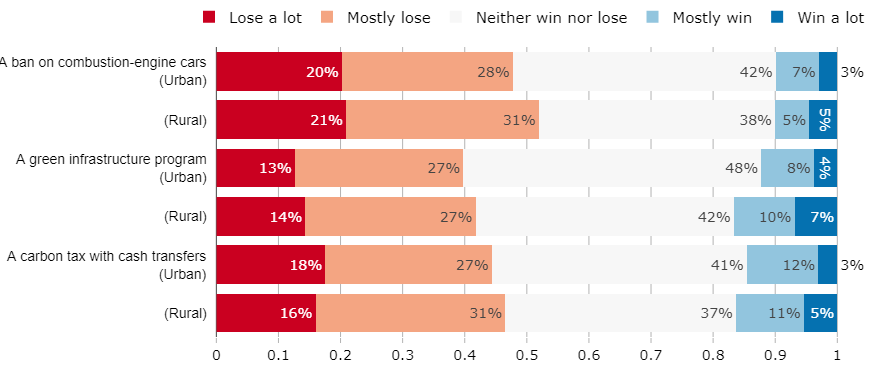 Lose a lot Mostly lose Neither win nor lose Mostly win Win a lot
A ban on combustion-engine cars
(Urban)
20% 28% 42% 7% 3%
(Rural)
21% 31% 38% 5% 5%
A green infrastructure program
(Urban)
13% 27% 48% 8% 4%
(Rural)
14% 27% 42% 10% 7%
A carbon tax with cash transfers
(Urban)
18% 27% 41% 12% 3%
(Rural)
16% 31% 37% 11% 5%
0 0.1 0.2 0.3 0.4 0.5 0.6 0.7 0.8 0.9 1